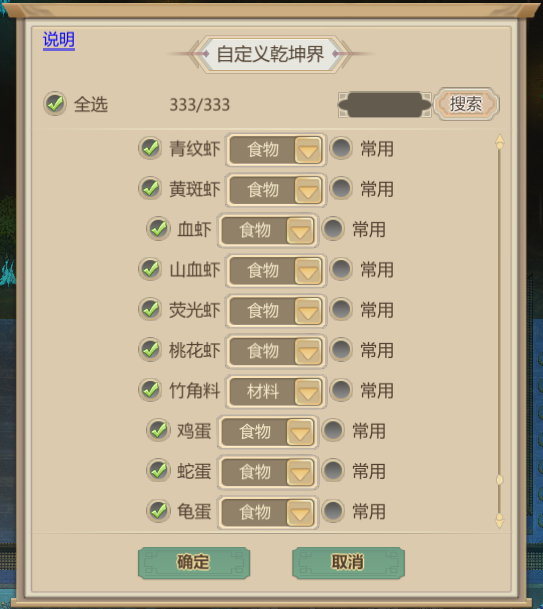 说明
自定义乾坤界
全选 333/333 搜索
青纹虾 食物 常用
黄斑虾 食物 常用
血虾 食物 常用
山血虾 食物 常用
荧光虾 食物 常用
桃花虾 食物 常用
竹角料 材料 常用
鸡蛋 食物 常用
蛇蛋 食物 常用
龟蛋 食物 常用
确定 取消